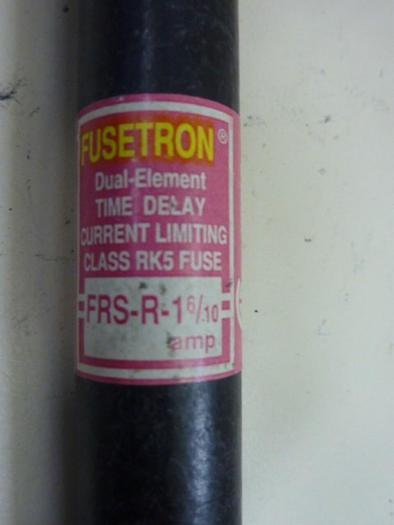 FUSETRON®
Dual-Element
TIME DELAY
CURRENT LIMITING
CLASS RK5 FUSE
FRS-R-1 6/10
amp